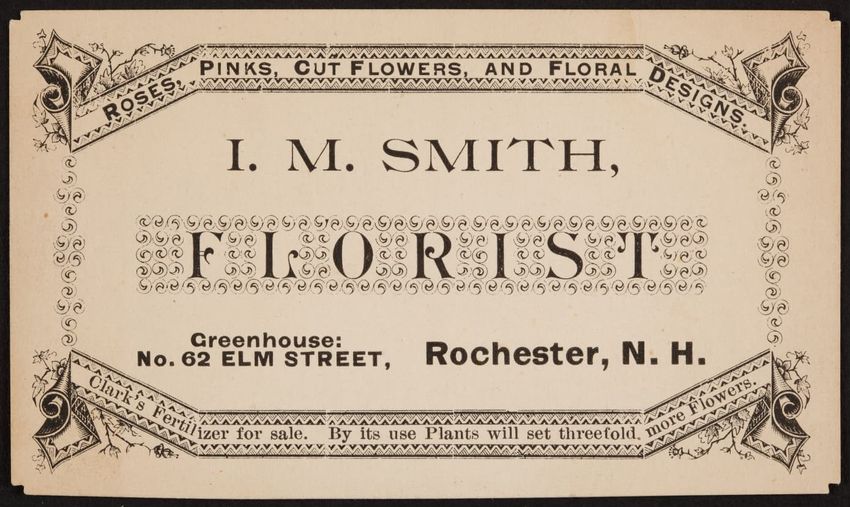 ROSES, PINKS, CUT FLOWERS, AND FLORAL DESIGNS.
I. M. SMITH,
FLORIST
Greenhouse:
No. 62 ELM STREET, Rochester, N. H.
Clark's Fertilizer for sale. By its use Plants will set threefold more Flowers.